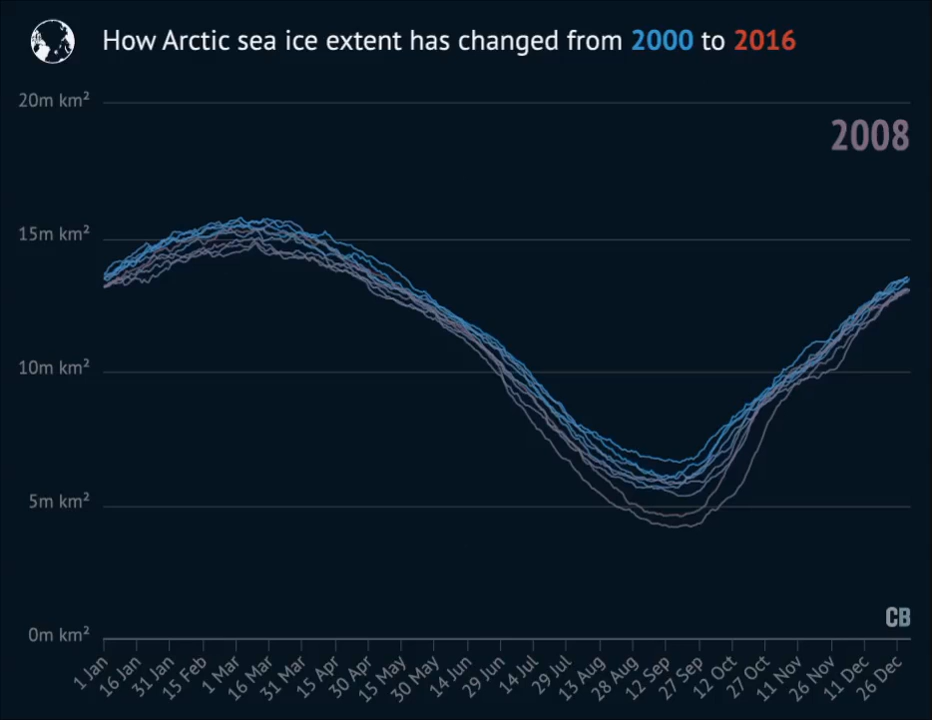 How Arctic sea ice extent has changed from 2000 to 2016
20m km²
2008
15m km²
10m km²
5m km²
CB
0m km²
1 Jan
16 Jan
31 Jan
15 Feb
1 Mar
16 Mar
31 Mar
15 Apr
30 Apr
15 May
30 May
14 Jun
29 Jun
14 Jul
29 Jul
13 Aug
28 Aug
12 Sep
27 Sep
12 Oct
27 Oct
11 Nov
26 Nov
11 Dec
26 Dec